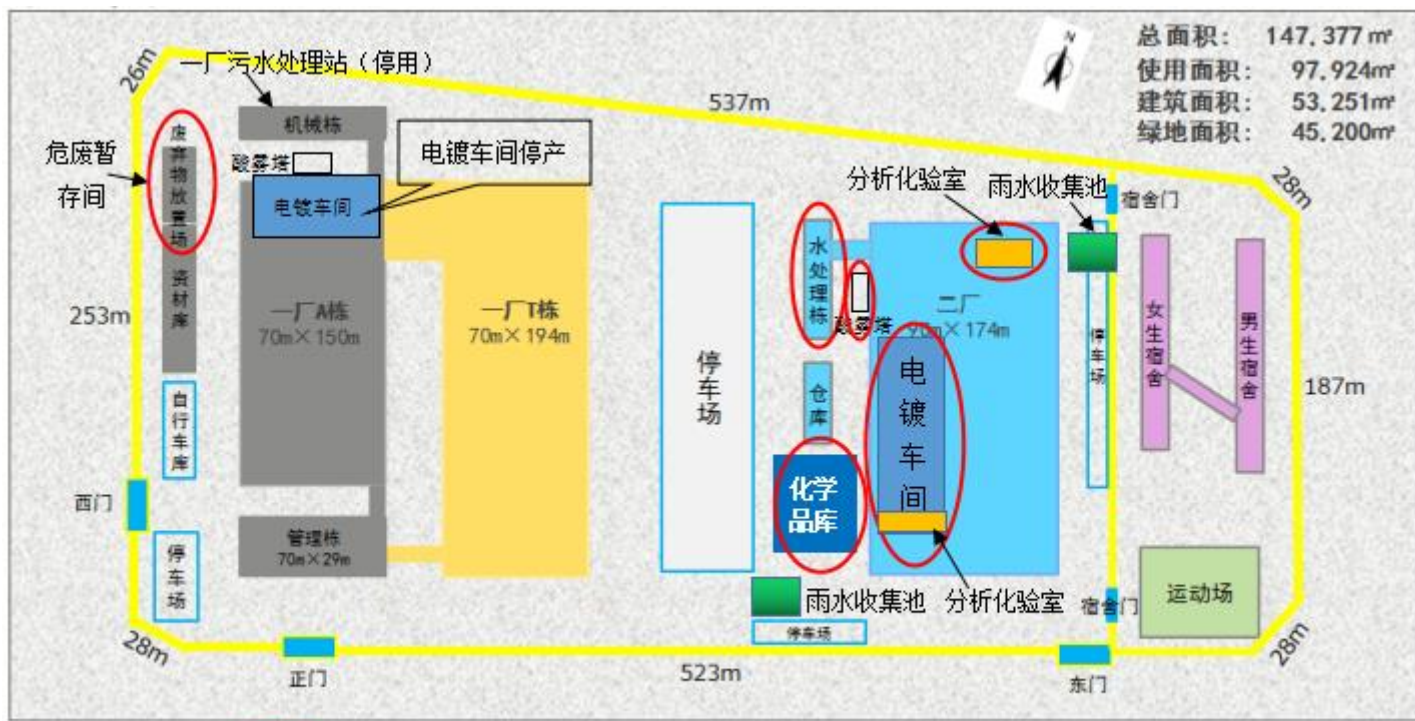 总面积: 147,377㎡
使用面积: 97,924㎡
建筑面积: 53,251㎡
绿地面积: 45,200㎡
N
26m
537m
28m
187m
28m
523m
28m
253m
一厂污水处理站（停用）
机械栋
酸雾塔
电镀车间
电镀车间停产
危废暂
存间
废弃物放置场
资材库
自行车库
西门
停车场
一厂A栋
70m×150m
管理栋
70m×29m
一厂T栋
70m×194m
停车场
水处理栋
酸雾塔
仓库
化学
品库
二厂
90m×174m
电镀车间
分析化验室
雨水收集池
宿舍门
停车场
女生宿舍
男生宿舍
雨水收集池
分析化验室
宿舍门
运动场
停车场
正门
东门